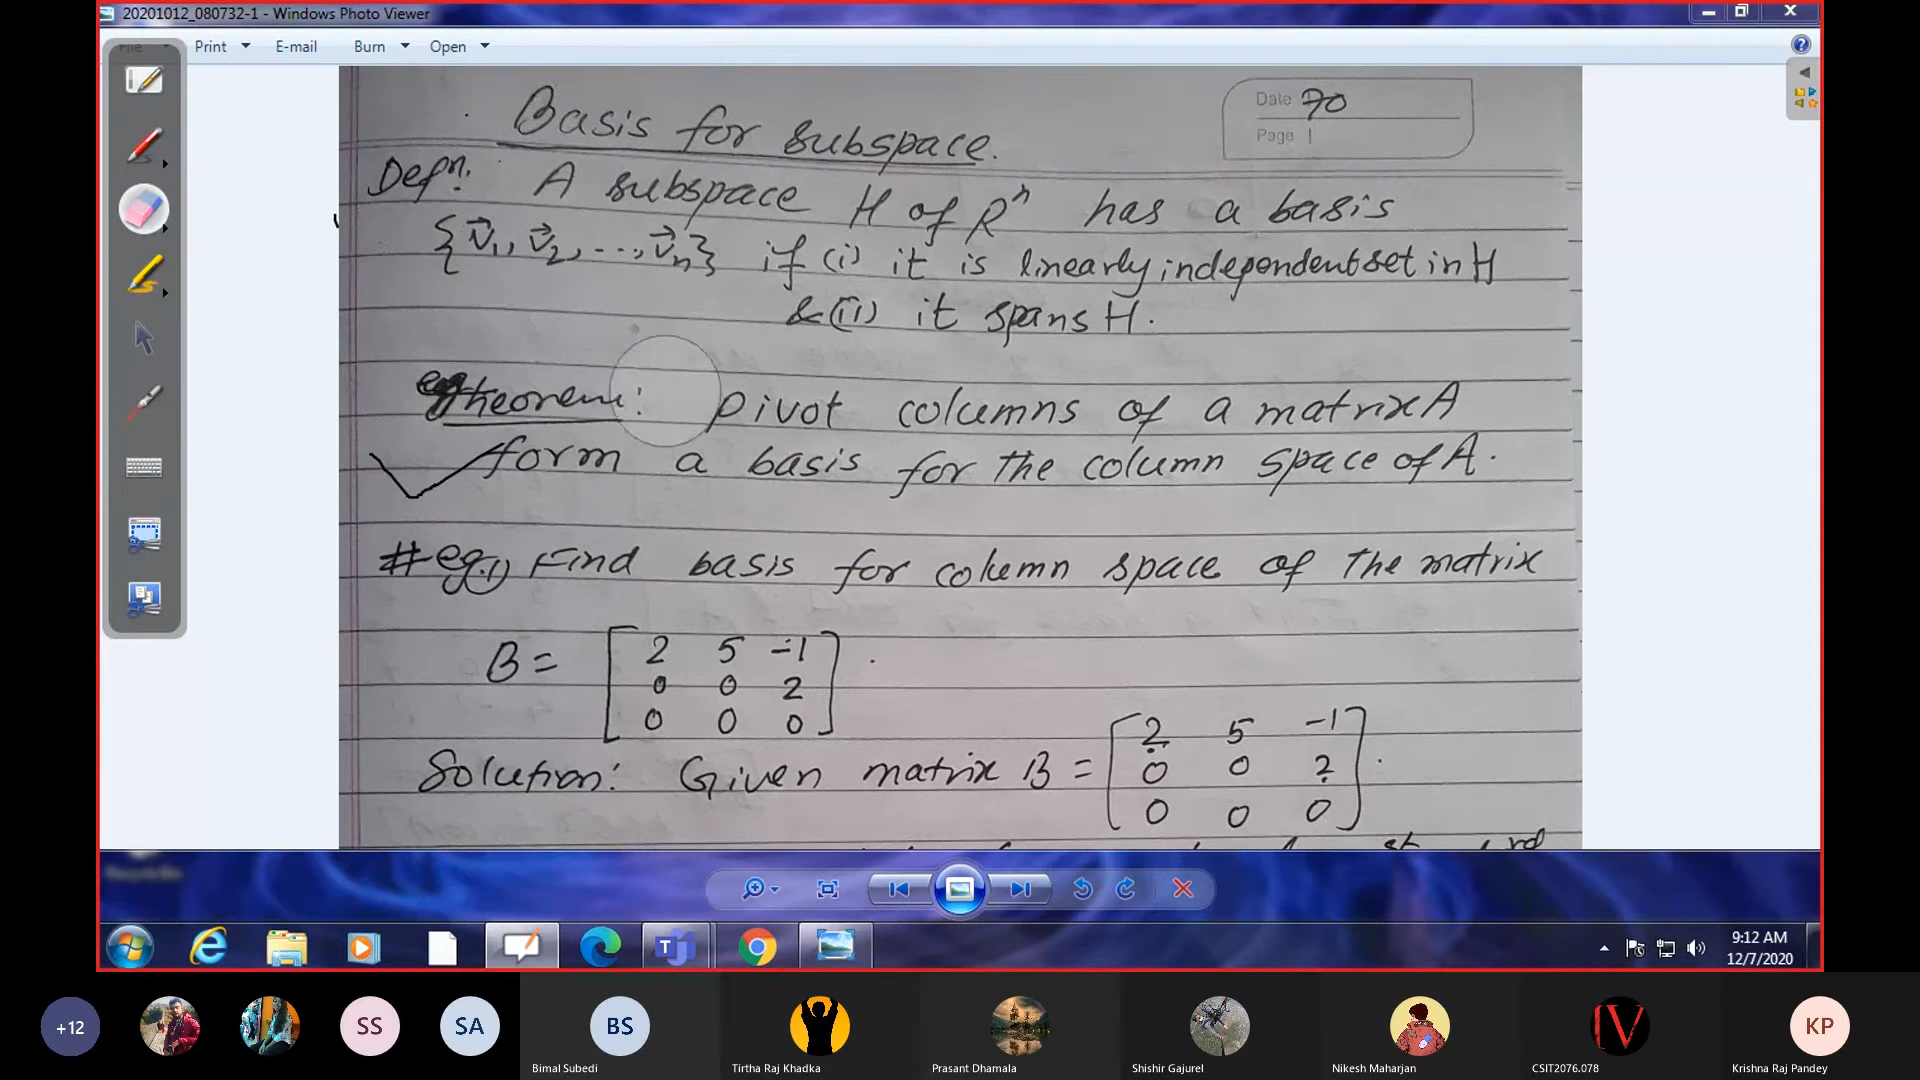 20201012_080732-1 - Windows Photo Viewer
File Print E-mail Burn Open
Basis for subspace.
Date 70
Page 1
Defn: A subspace H of Rn has a basis
{v⃗1, v⃗2, ..., v⃗n} if (i) it is linearly independent set in H
& (ii) it spans H.
Theorem: pivot columns of a matrix A
form a basis for the column space of A.
# eg.1) Find basis for column space of the matrix
B = [2 5 -1
0 0 2
0 0 0].
Solution: Given matrix B = [2 5 -1
0 0 2
0 0 0].
9:12 AM
12/7/2020
+12 SS SA BS KP
Bimal Subedi Tirtha Raj Khadka Prasant Dhamala Shishir Gajurel Nikesh Maharjan CSIT2076.078 Krishna Raj Pandey